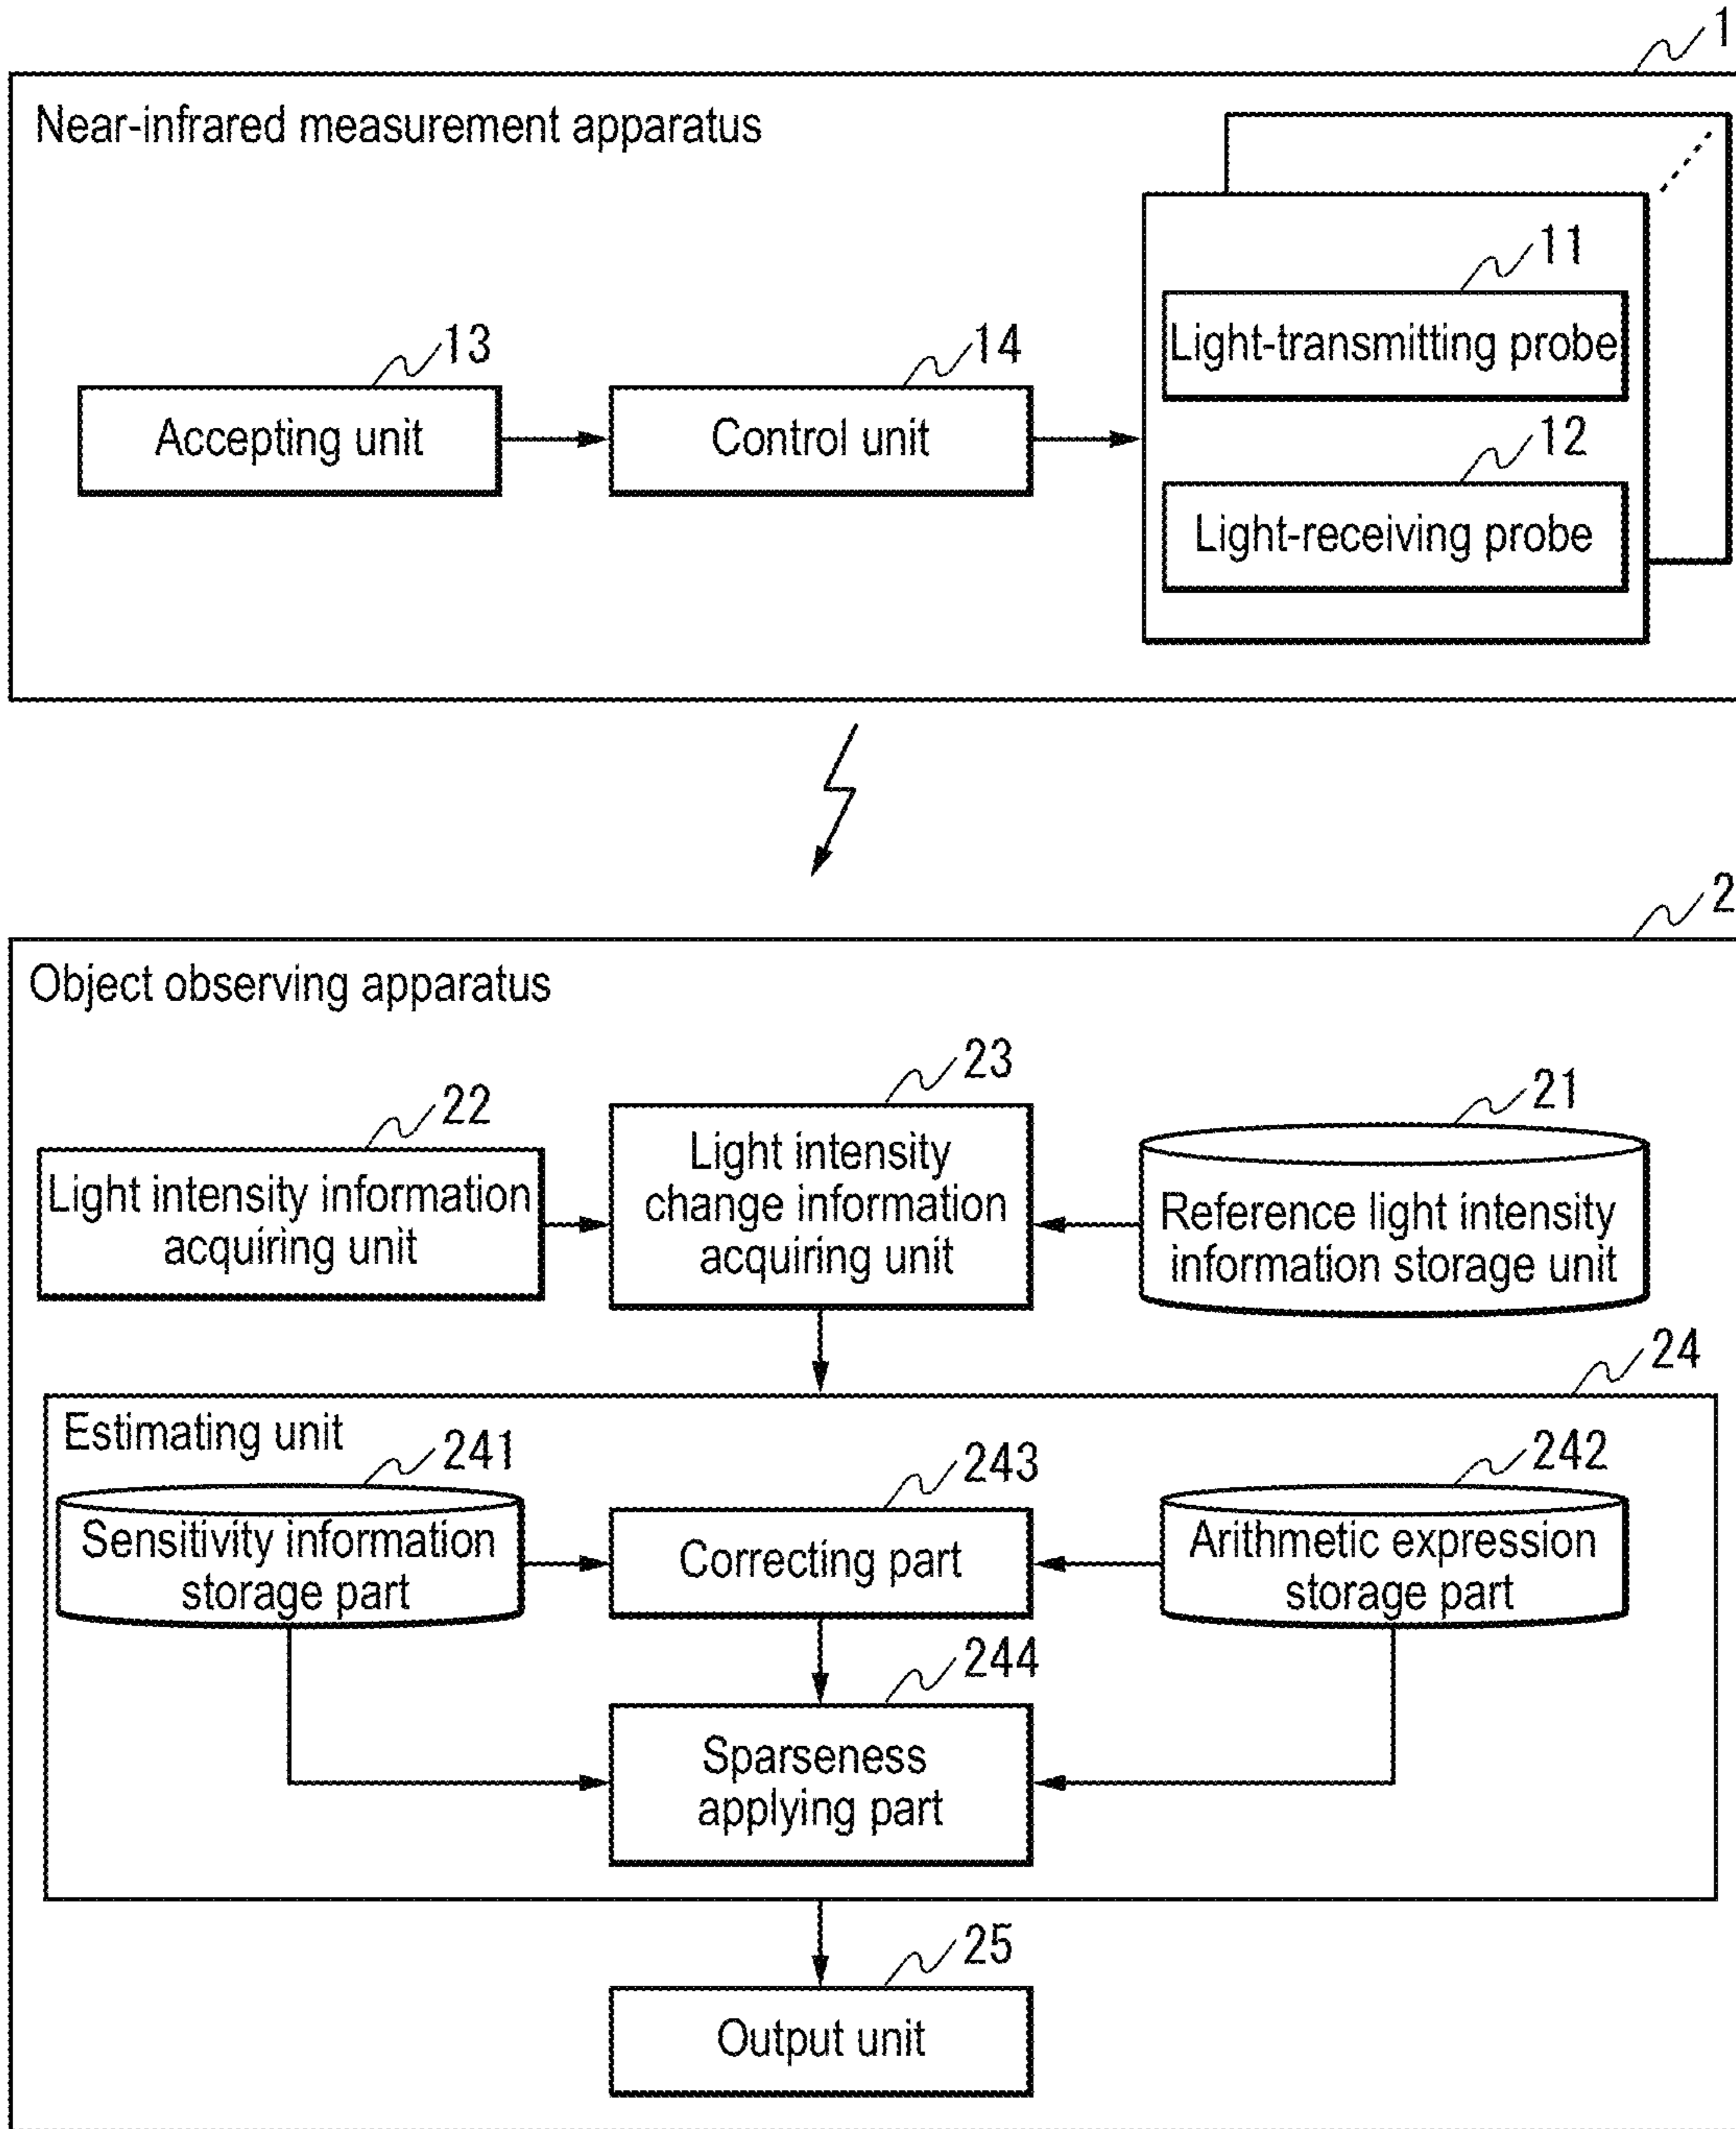 1
Near-infrared measurement apparatus
11
Light-transmitting probe
13
14
Accepting unit
Control unit
12
Light-receiving probe
2
Object observing apparatus
23
21
22
Light intensity
change information
acquiring unit
Light intensity information
acquiring unit
Reference light intensity
information storage unit
24
Estimating unit
241
243
242
Sensitivity information
storage part
Correcting part
Arithmetic expression
storage part
244
Sparseness
applying part
25
Output unit